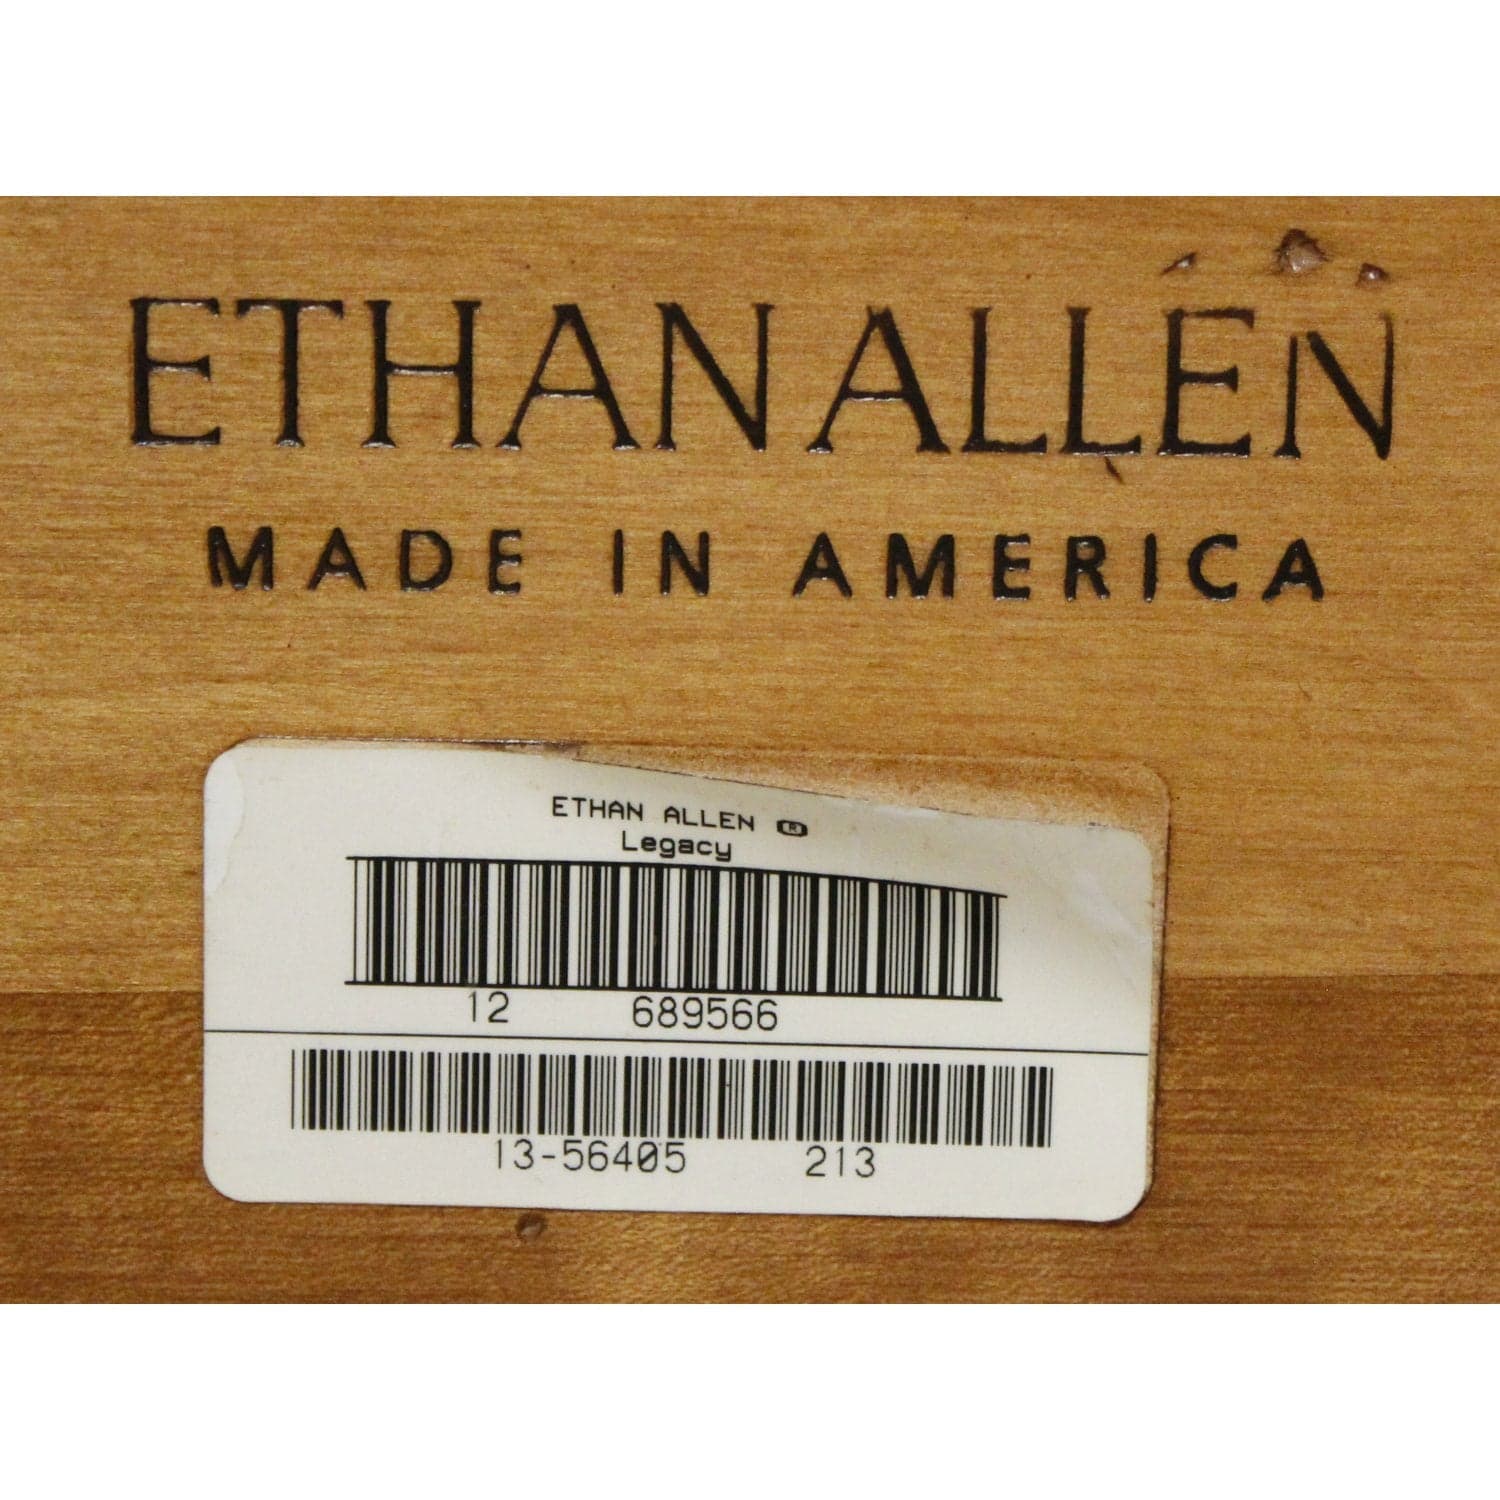 ETHAN ALLEN
MADE IN AMERICA
ETHAN ALLEN ®
Legacy
12 689566
13-56405 213